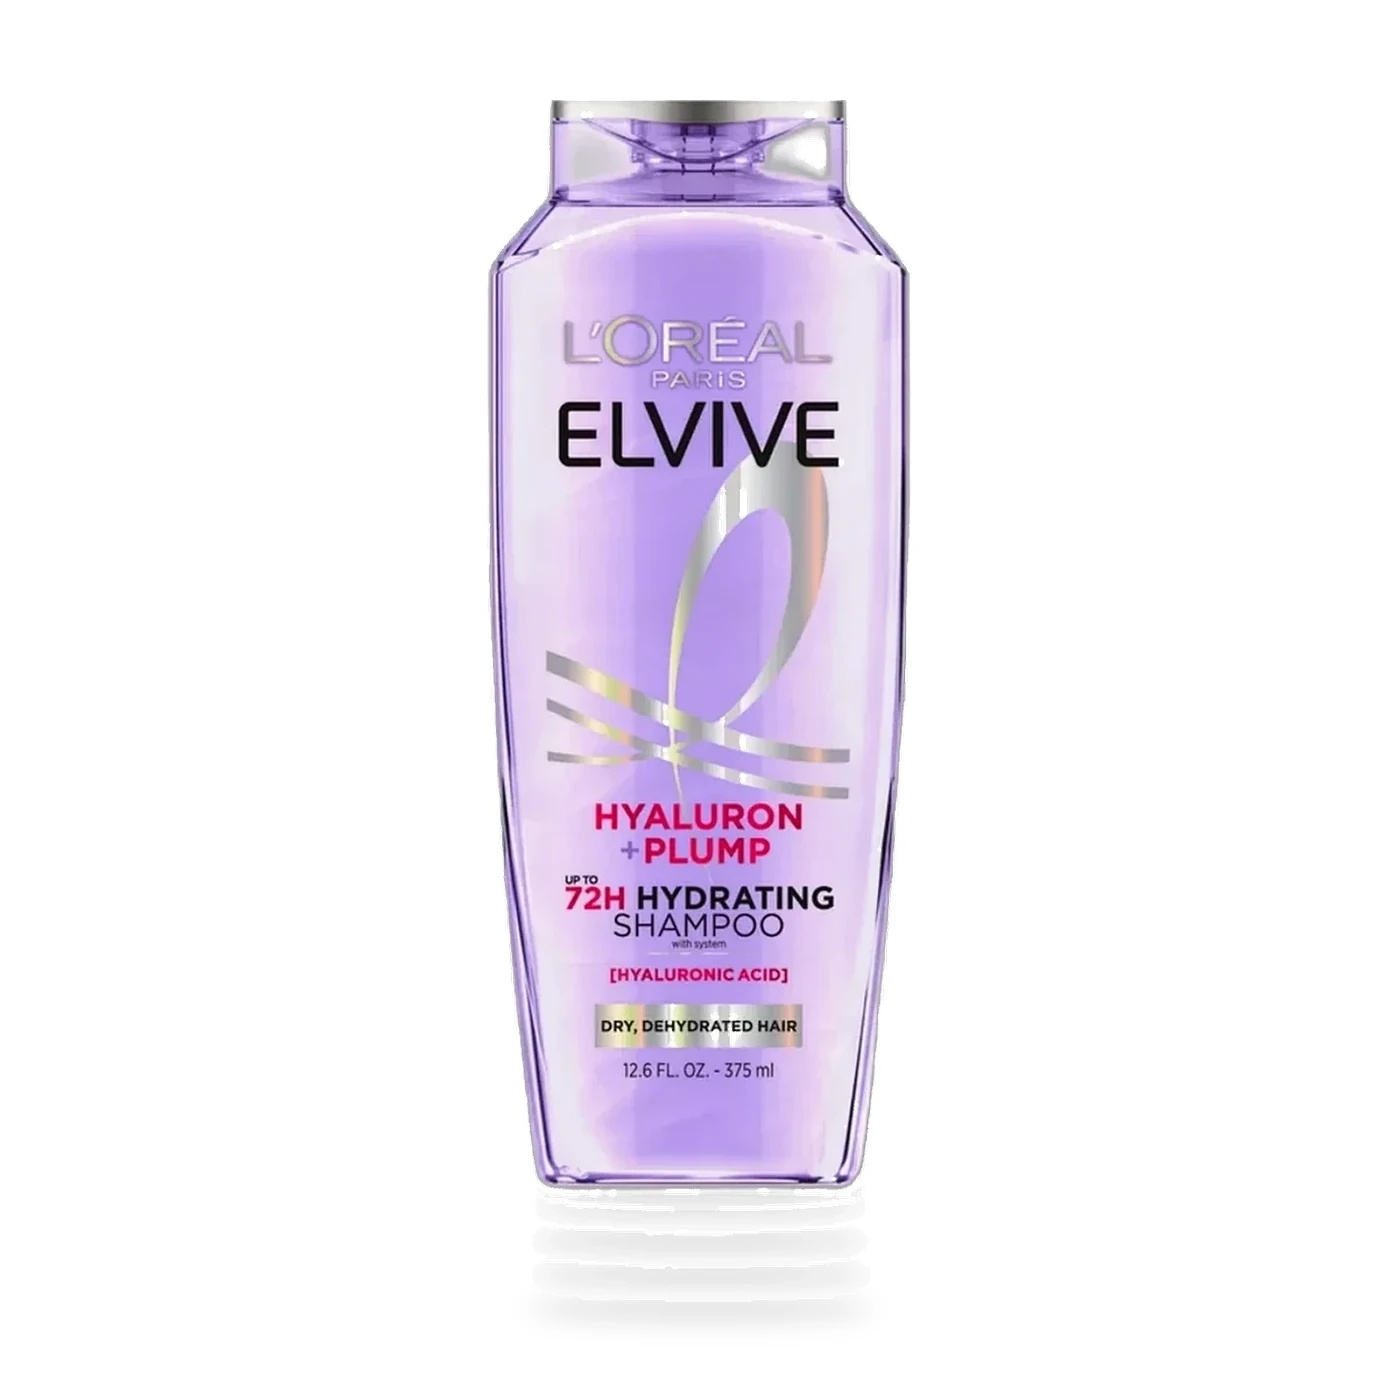 L'ORÉAL
PARiS
ELVIVE
HYALURON
+PLUMP
UP TO
72H HYDRATING
SHAMPOO
with system
[HYALURONIC ACID]
DRY, DEHYDRATED HAIR
12.6 FL. OZ. - 375 ml